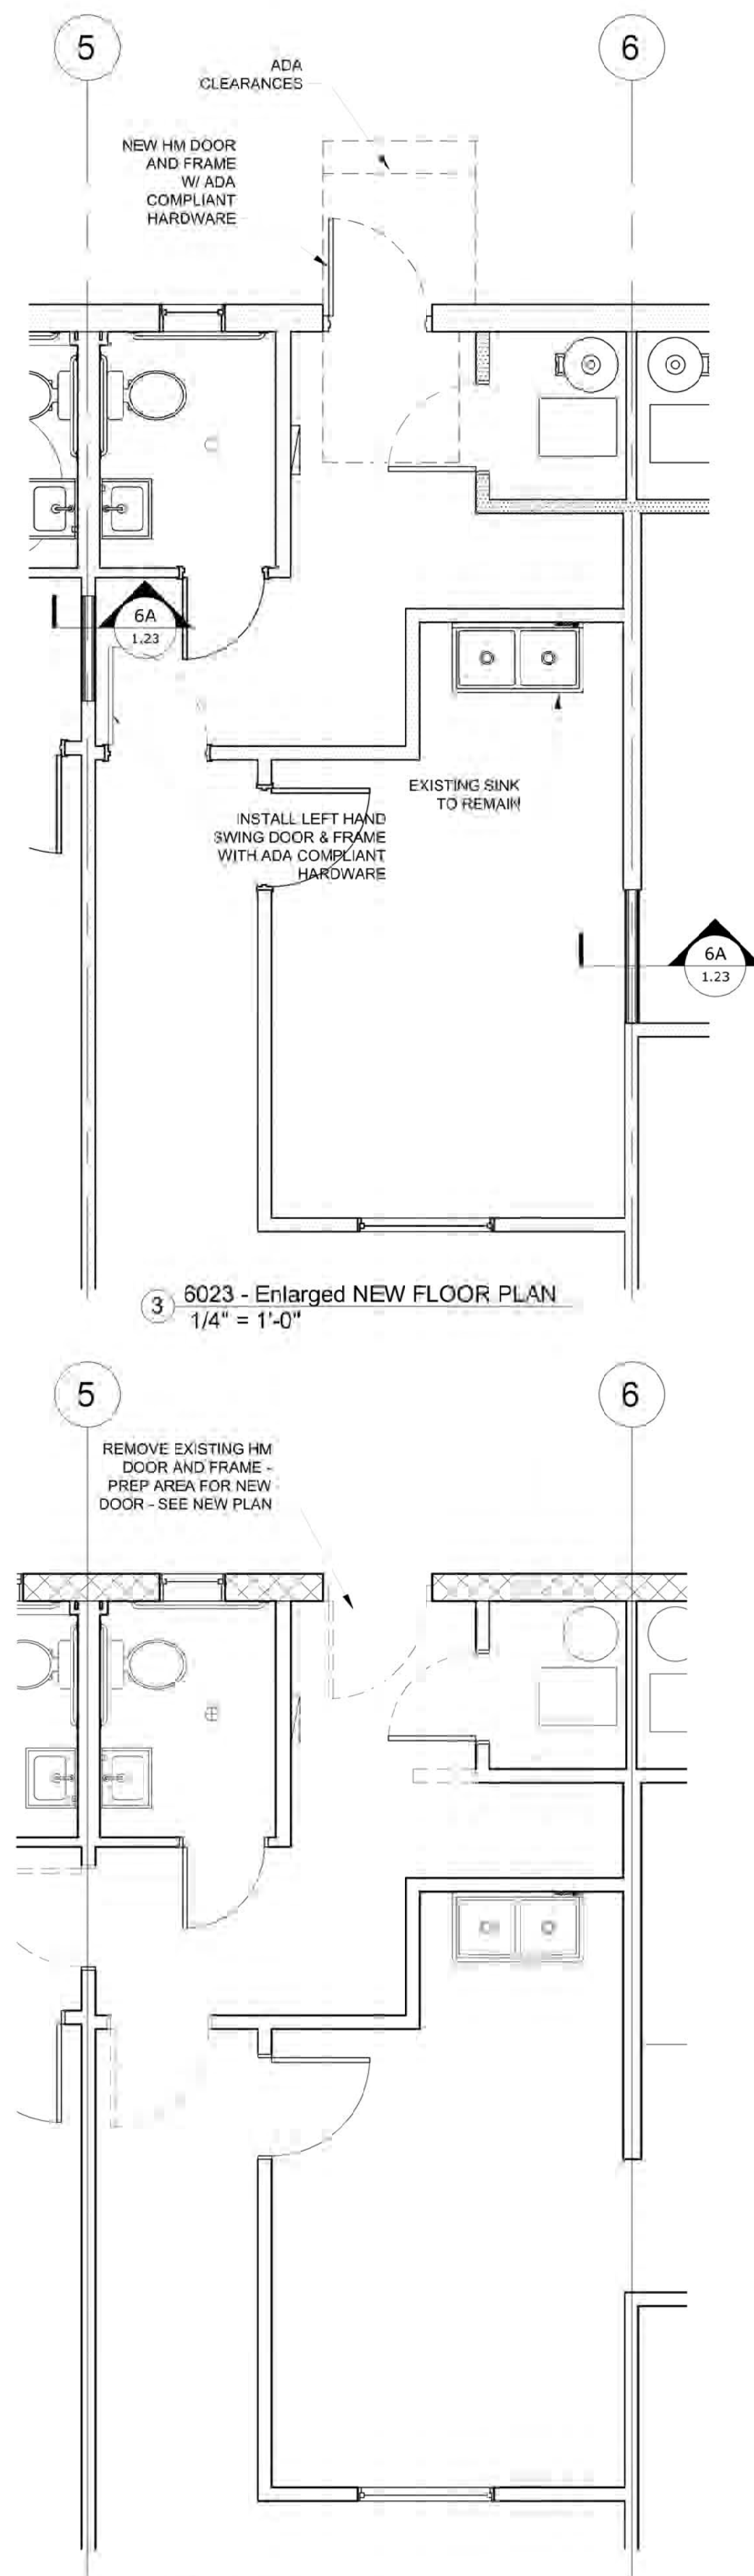 5
6
ADA
CLEARANCES
NEW HM DOOR
AND FRAME
W/ ADA
COMPLIANT
HARDWARE
6A
1.23
EXISTING SINK
TO REMAIN
INSTALL LEFT HAND
SWING DOOR & FRAME
WITH ADA COMPLIANT
HARDWARE
6A
1.23
3
6023 - Enlarged NEW FLOOR PLAN
1/4" = 1'-0"
5
6
REMOVE EXISTING HM
DOOR AND FRAME -
PREP AREA FOR NEW
DOOR - SEE NEW PLAN